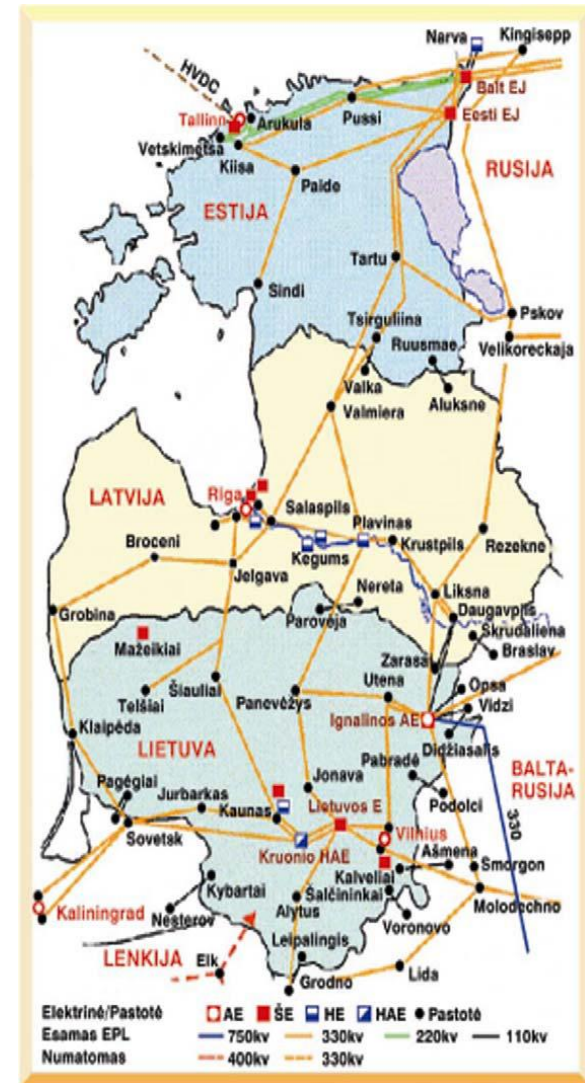 Narva
Kingisepp
HVDC
Balt EJ
Tallinn
Arukula
Pussi
Eesti EJ
Vetskimetsa
Kiisa
Paide
RUSIJA
ESTIJA
Tartu
Sindi
Pskov
Tsirguliina
Ruusmae
Velikoreckaja
Valka
Aluksne
Valmiera
LATVIJA
Riga
Salaspils
Plavinas
Krustpils
Rezekne
Broceni
Kegums
Jelgava
Nereta
Liksna
Grobina
Daugavpils
Paroveja
Skrudaliena
Mažeikiai
Braslav
Zarasa
Telšiai
Šiauliai
Panevėžys
Utena
Opsa
Ignalinos AE
Vidzi
Klaipėda
LIETUVA
Didžiasalis
Pabradė
BALTA-
RUSIJA
Pagėgiai
Jurbarkas
Jonava
Podolci
330
Kaunas
Lietuvos E
Vilnius
Sovetsk
Ašmena
Kruonio HAE
Smorgon
Kalveliai
Kybartai
Šalčininkai
Molodechno
Kaliningrad
Alytus
Nesterov
Voronovo
Leipalingis
LENKIJA
Elk
Lida
Grodno
Elektrinė/Pastotė AE ŠE HE HAE Pastotė
Esamas EPL 750kv 330kv 220kv 110kv
Numatomas 400kv 330kv